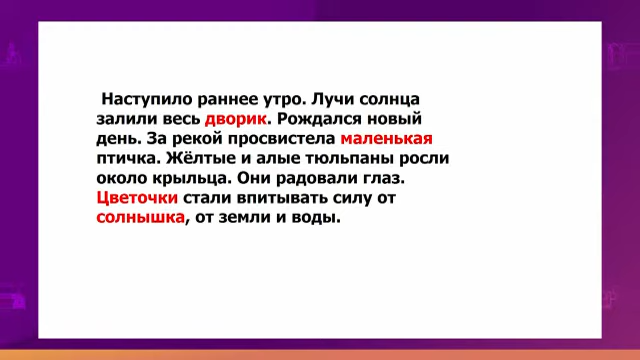 Наступило раннее утро. Лучи солнца
залили весь дворик. Рождался новый
день. За рекой просвистела маленькая
птичка. Жёлтые и алые тюльпаны росли
около крыльца. Они радовали глаз.
Цветочки стали впитывать силу от
солнышка, от земли и воды.